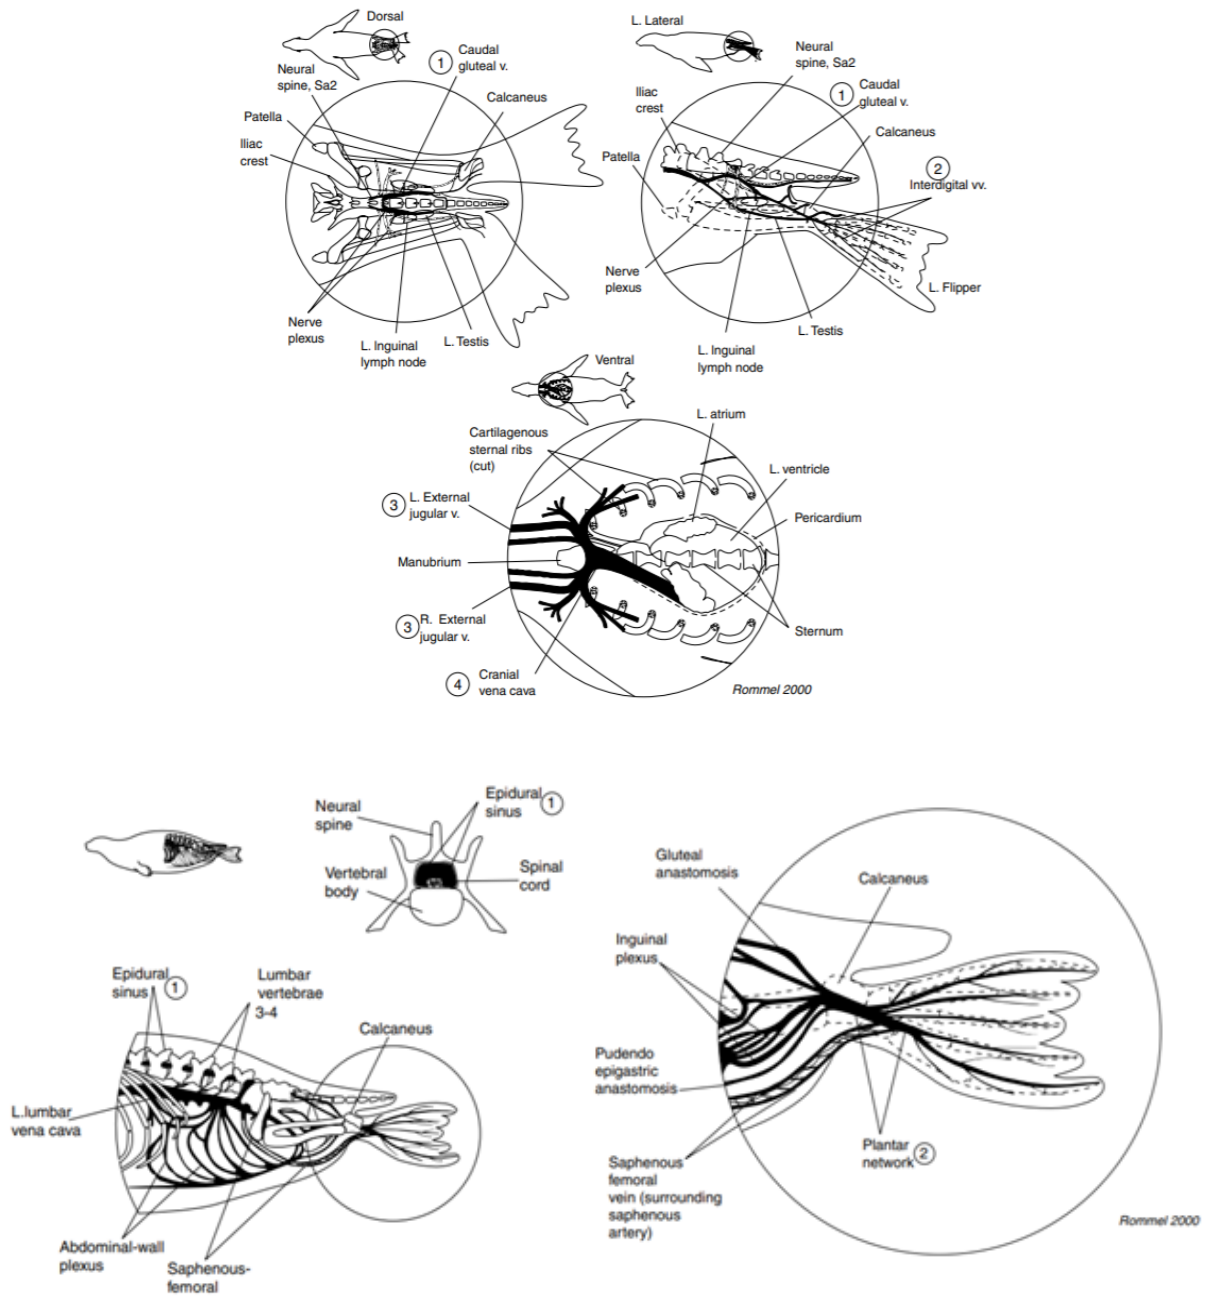 Dorsal
Neural
spine, Sa2
1
Caudal
gluteal v.
Calcaneus
Patella
Iliac
crest
Nerve
plexus
L. Inguinal
lymph node
L. Testis
L. Lateral
Neural
spine, Sa2
Iliac
crest
1
Caudal
gluteal v.
Calcaneus
Patella
2
Interdigital vv.
Nerve
plexus
L. Flipper
L. Testis
L. Inguinal
lymph node
Ventral
L. atrium
Cartilagenous
sternal ribs
(cut)
L. ventricle
3
L. External
jugular v.
Pericardium
Manubrium
3
R. External
jugular v.
Sternum
4
Cranial
vena cava
Rommel 2000
Neural
spine
Epidural
sinus
1
Vertebral
body
Spinal
cord
Epidural
sinus
1
Lumbar
vertebrae
3-4
Calcaneus
L.lumbar
vena cava
Abdominal-wall
plexus
Saphenous-
femoral
Gluteal
anastomosis
Calcaneus
Inguinal
plexus
Pudendo
epigastric
anastomosis
Plantar
network
2
Saphenous
femoral
vein (surrounding
saphenous
artery)
Rommel 2000